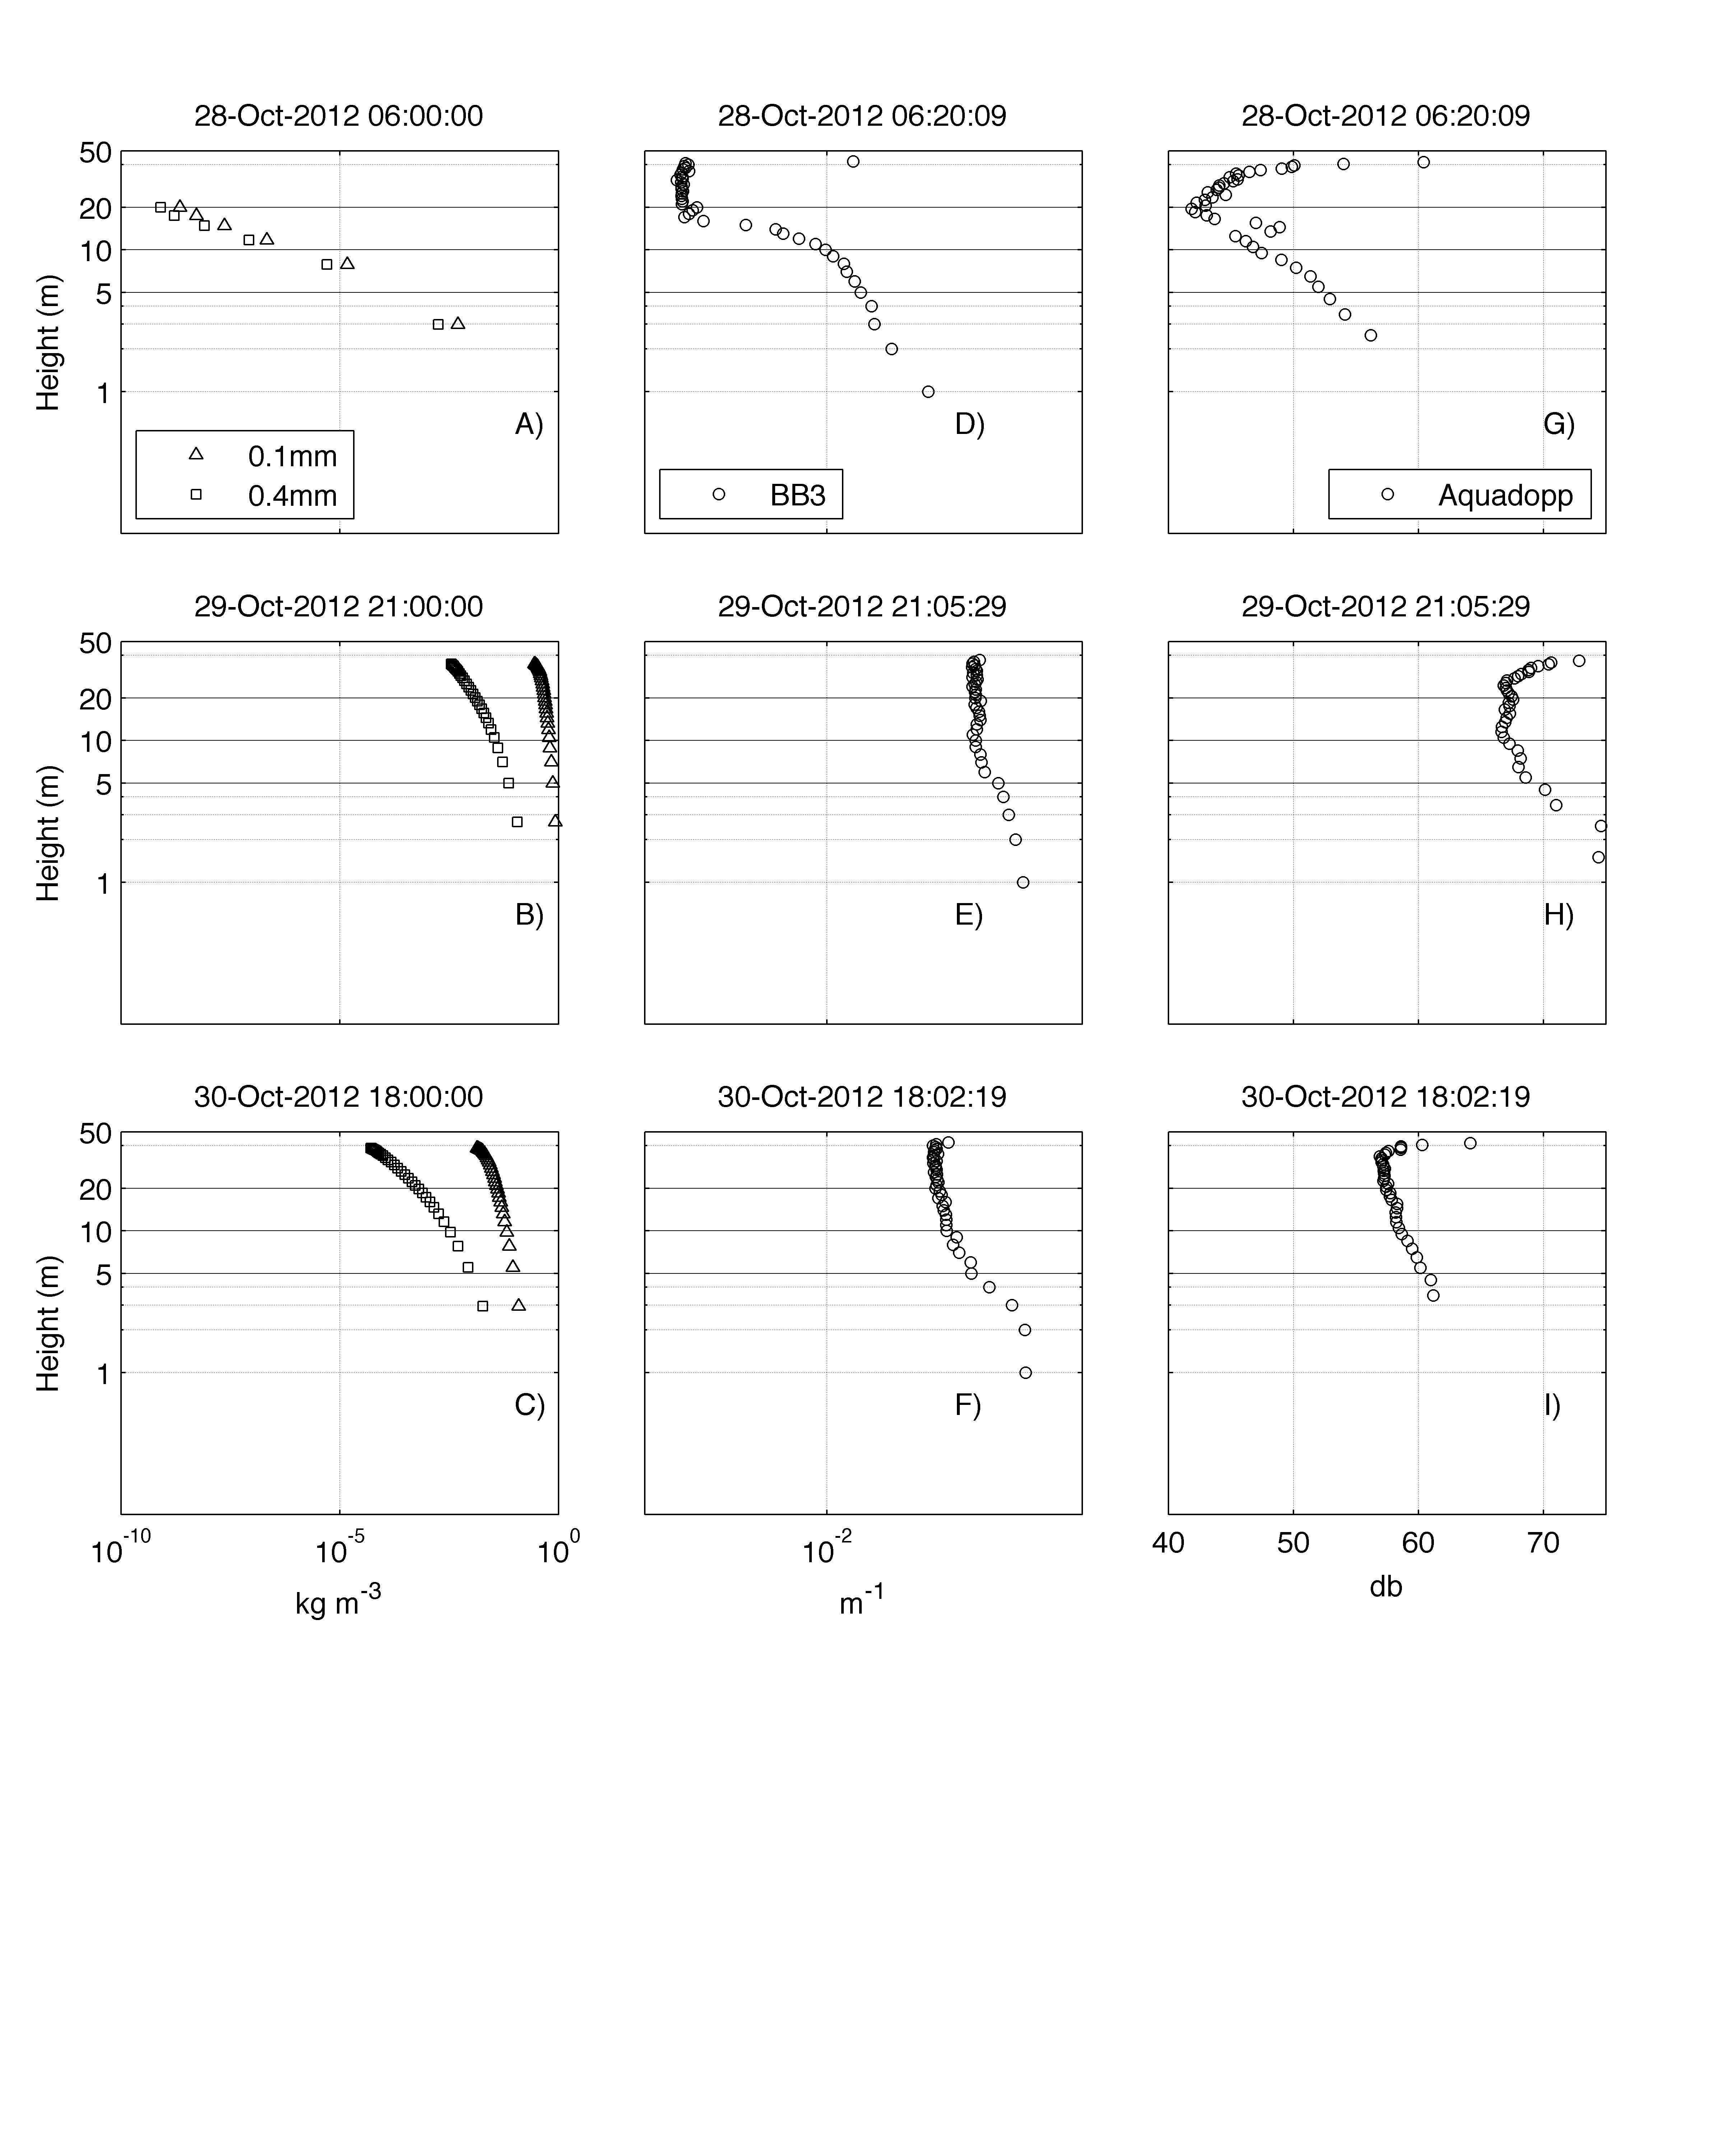 28-Oct-2012 06:00:00
28-Oct-2012 06:20:09
28-Oct-2012 06:20:09
50
20
10
5
1
Height (m)
A)
0.1mm
0.4mm
D)
BB3
G)
Aquadopp
29-Oct-2012 21:00:00
29-Oct-2012 21:05:29
29-Oct-2012 21:05:29
50
20
10
5
1
Height (m)
B)
E)
H)
30-Oct-2012 18:00:00
30-Oct-2012 18:02:19
30-Oct-2012 18:02:19
50
20
10
5
1
Height (m)
C)
F)
I)
10^-10 10^-5 10^0
10^-2
40 50 60 70
kg m^-3
m^-1
db